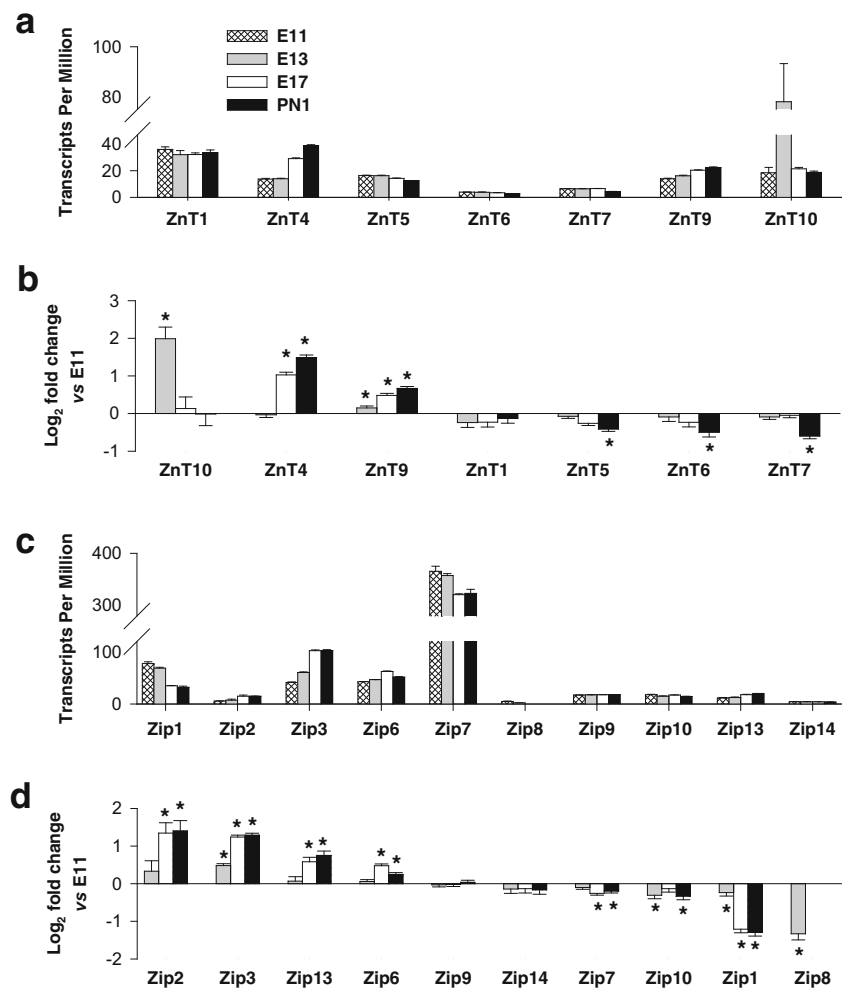 a
E11
E13
E17
PN1
Transcripts Per Million
100
80
40
20
0
ZnT1 ZnT4 ZnT5 ZnT6 ZnT7 ZnT9 ZnT10
b
Log2 fold change
vs E11
3
2
1
0
-1
* * * * * * * * *
ZnT10 ZnT4 ZnT9 ZnT1 ZnT5 ZnT6 ZnT7
c
Transcripts Per Million
400
300
100
0
Zip1 Zip2 Zip3 Zip6 Zip7 Zip8 Zip9 Zip10 Zip13 Zip14
d
Log2 fold change
vs E11
2
1
0
-1
-2
* * * * * * * * * * * * * * * * * *
Zip2 Zip3 Zip13 Zip6 Zip9 Zip14 Zip7 Zip10 Zip1 Zip8